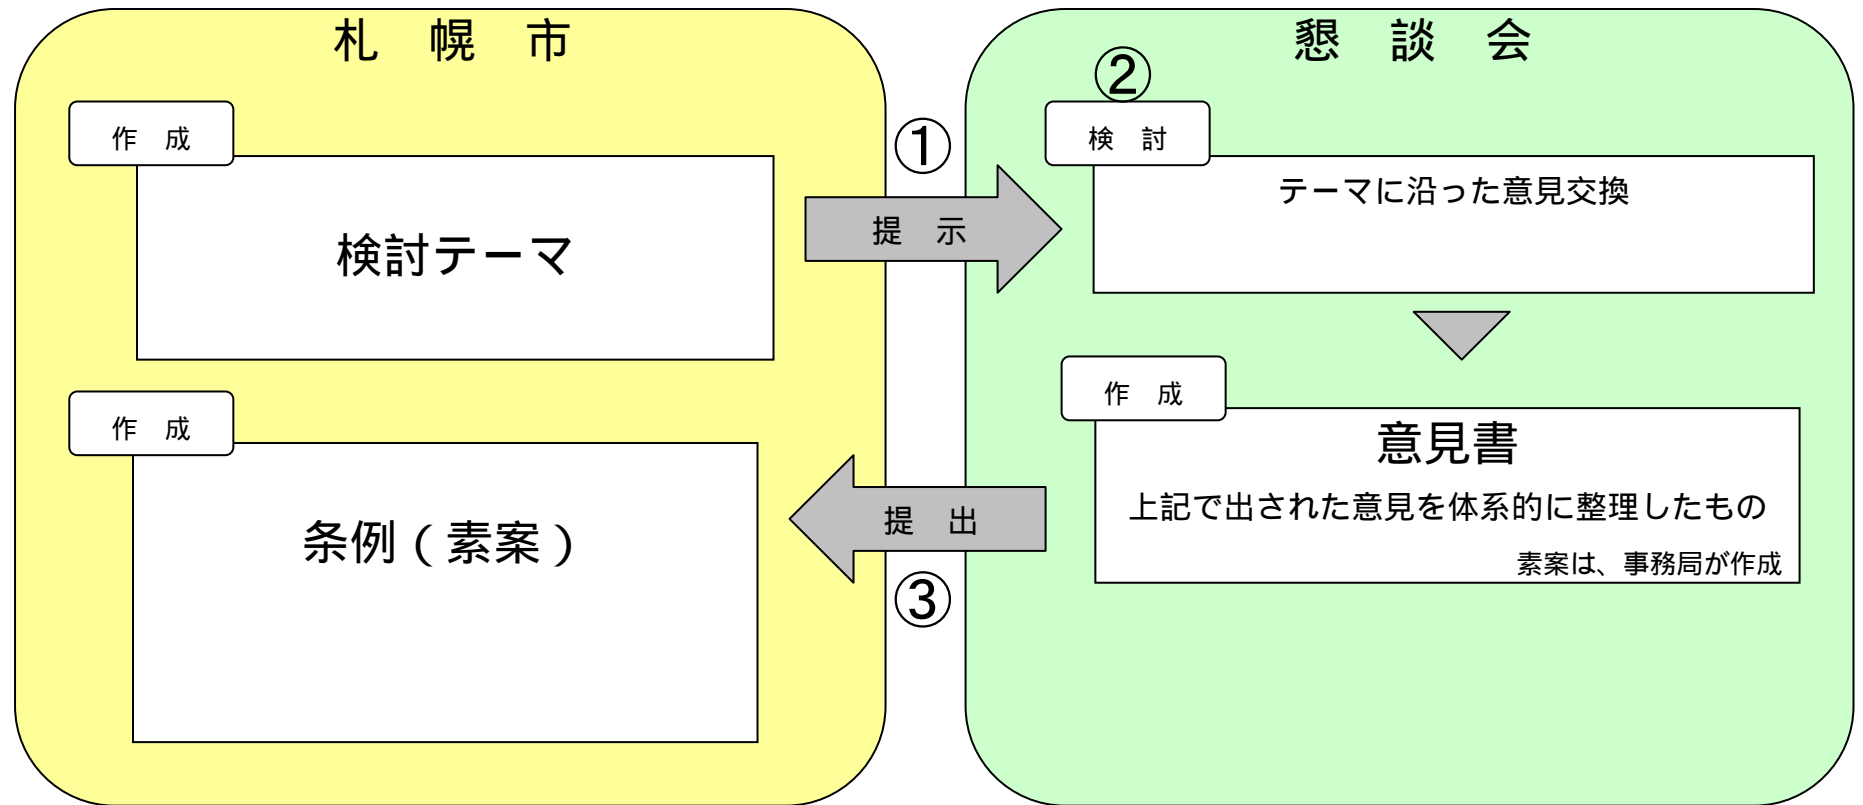 札　幌　市
作　成
検討テーマ
作　成
条例（素案）
①
提　示
懇　談　会
②
検　討
テーマに沿った意見交換
作　成
意見書
上記で出された意見を体系的に整理したもの
素案は、事務局が作成
提　出
③